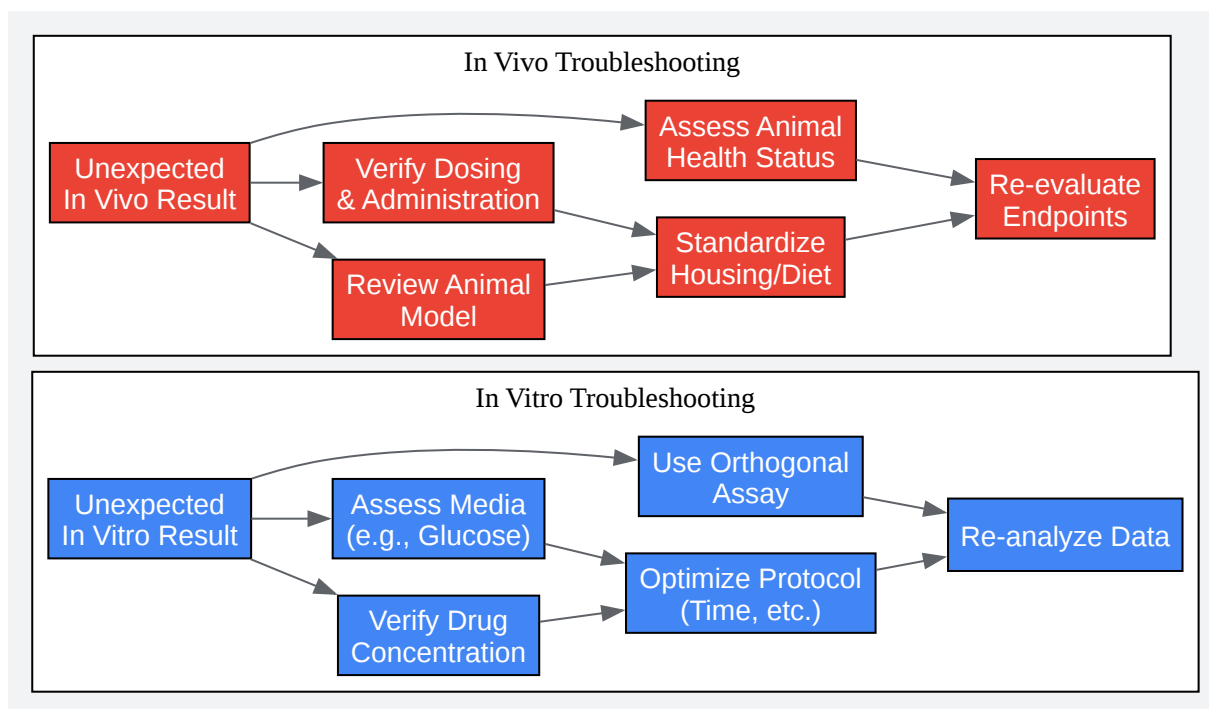 In Vivo Troubleshooting
Unexpected
In Vivo Result
Verify Dosing
& Administration
Review Animal
Model
Assess Animal
Health Status
Standardize
Housing/Diet
Re-evaluate
Endpoints
In Vitro Troubleshooting
Unexpected
In Vitro Result
Assess Media
(e.g., Glucose)
Verify Drug
Concentration
Use Orthogonal
Assay
Optimize Protocol
(Time, etc.)
Re-analyze Data